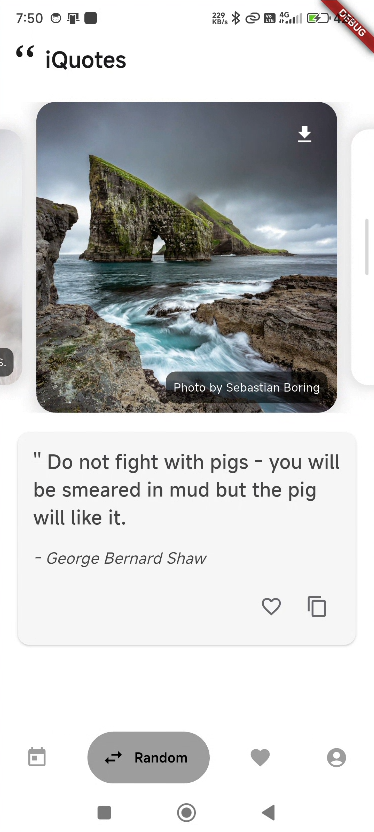 7:50
229
KB/s
4G
DEBUG
“ iQuotes
s.
Photo by Sebastian Boring
" Do not fight with pigs - you will
be smeared in mud but the pig
will like it.
- George Bernard Shaw
Random